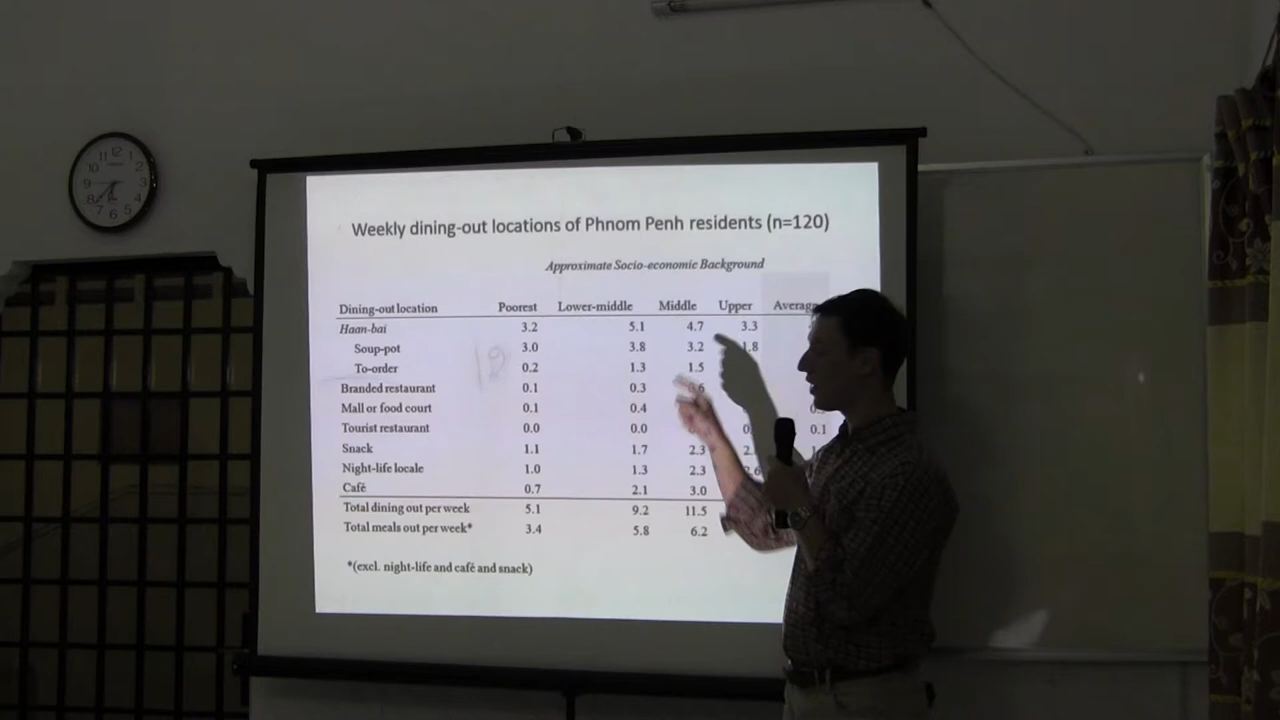 Weekly dining-out locations of Phnom Penh residents (n=120)
Approximate Socio-economic Background
Dining-out location Poorest Lower-middle Middle Upper
Haan-bai 3.2 5.1 4.7 3.3
Soup-pot 3.0 3.8 3.2 1.8
To-order 0.2 1.3 1.5
Branded restaurant 0.1 0.3
Mall or food court 0.1 0.4
Tourist restaurant 0.0 0.0 0.1
Snack 1.1 1.7 2.3
Night-life locale 1.0 1.3 2.3
Café 0.7 2.1 3.0
Total dining out per week 5.1 9.2 11.5
Total meals out per week* 3.4 5.8 6.2
*(excl. night-life and café and snack)